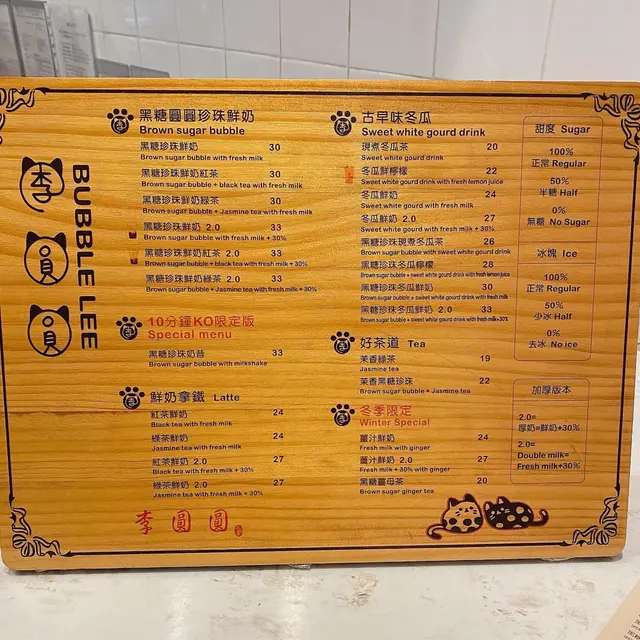 李圓圓
BUBBLE LEE
黑糖圓圓珍珠鮮奶
Brown sugar bubble
黑糖珍珠鮮奶 30
Brown sugar bubble with fresh milk
黑糖珍珠鮮奶紅茶 30
Brown sugar bubble + black tea with fresh milk
黑糖珍珠鮮奶綠茶 30
Brown sugar bubble + Jasmine tea with fresh milk
黑糖珍珠鮮奶 2.0 33
Brown sugar bubble with fresh milk + 30%
黑糖珍珠鮮奶紅茶 2.0 33
Brown sugar bubble + black tea with fresh milk + 30%
黑糖珍珠鮮奶綠茶 2.0 33
Brown sugar bubble + Jasmine tea with fresh milk + 30%
10分鐘KO限定版
Special menu
黑糖珍珠奶昔 33
Brown sugar bubble with milkshake
鮮奶拿鐵 Latte
紅茶鮮奶 24
Black tea with fresh milk
綠茶鮮奶 24
Jasmine tea with fresh milk
紅茶鮮奶 2.0 27
Black tea with fresh milk + 30%
綠茶鮮奶 2.0 27
Jasmine tea with fresh milk + 30%
李圓圓
古早味冬瓜
Sweet white gourd drink
現煮冬瓜茶 20
Sweet white gourd drink
冬瓜鮮檸檬 22
Sweet white gourd drink with fresh lemon juice
冬瓜鮮奶 24
Sweet white gourd with fresh milk
冬瓜鮮奶 2.0 27
Sweet white gourd with fresh milk + 30%
黑糖珍珠現煮冬瓜茶 26
Brown sugar bubble with sweet white gourd drink
黑糖珍珠冬瓜檸檬 28
Brown sugar bubble + sweet white gourd drink with fresh lemon juice
黑糖珍珠冬瓜鮮奶 30
Brown sugar bubble + sweet white gourd drink with fresh milk
黑糖珍珠冬瓜鮮奶 2.0 33
Brown sugar bubble + sweet white gourd drink with fresh milk +30%
好茶道 Tea
茉香綠茶 19
Jasmine tea
茉香黑糖珍珠 22
Brown sugar bubble + Jasmine tea
冬季限定
Winter Special
薑汁鮮奶 24
Fresh milk with ginger
薑汁鮮奶 2.0 27
Fresh milk + 30% with ginger
黑糖薑母茶 20
Brown sugar ginger tea
甜度 Sugar
100%
正常 Regular
50%
半糖 Half
0%
無糖 No Sugar
冰塊 Ice
100%
正常 Regular
50%
少冰 Half
0%
去冰 No ice
加厚版本
2.0=
厚奶=鮮奶+30%
2.0=
Double milk=
Fresh milk+30%